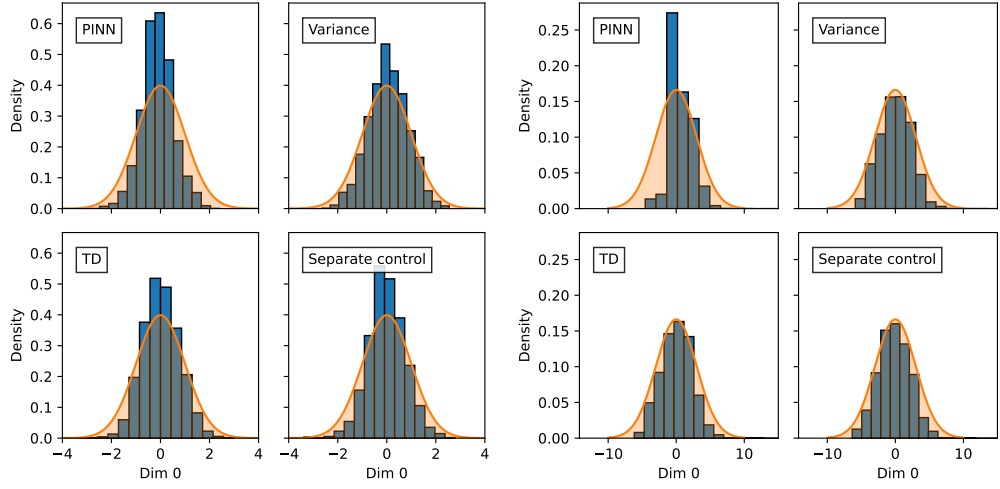 PINN
Variance
0.6
0.5
0.4
0.3
0.2
0.1
0.0
Density
TD
Separate control
0.6
0.5
0.4
0.3
0.2
0.1
0.0
Density
−4 −2 0 2 4
Dim 0
−4 −2 0 2 4
Dim 0
PINN
Variance
0.25
0.20
0.15
0.10
0.05
0.00
Density
TD
Separate control
0.25
0.20
0.15
0.10
0.05
0.00
Density
−10 0 10
Dim 0
−10 0 10
Dim 0